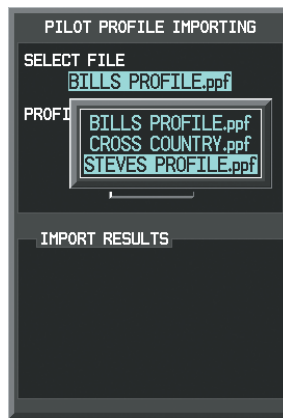 PILOT PROFILE IMPORTING
SELECT FILE
BILLS PROFILE.ppf
PROFI
BILLS PROFILE.ppf
CROSS COUNTRY.ppf
STEVES PROFILE.ppf
IMPORT RESULTS